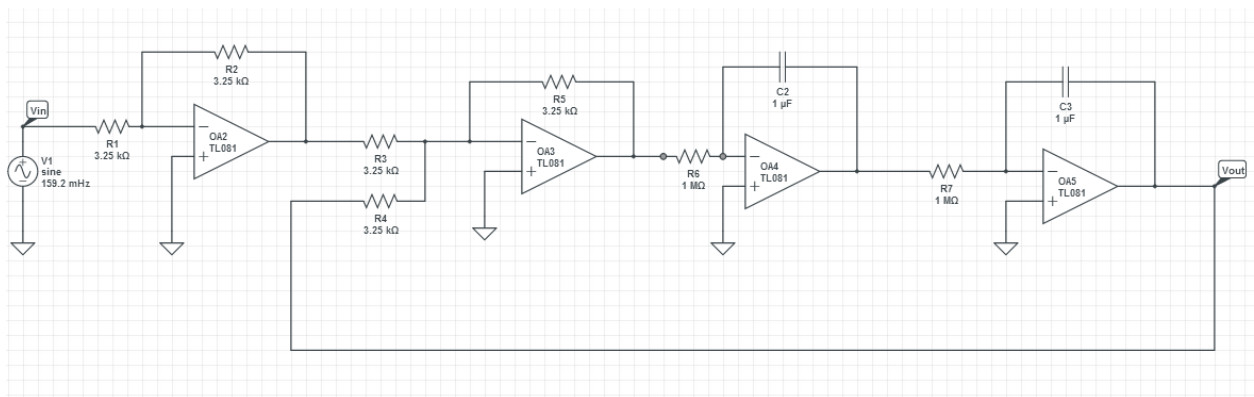 Vin
V1
sine
159.2 mHz
R1
3.25 kΩ
R2
3.25 kΩ
−
+
OA2
TL081
R3
3.25 kΩ
R4
3.25 kΩ
R5
3.25 kΩ
−
+
OA3
TL081
R6
1 MΩ
C2
1 µF
−
+
OA4
TL081
R7
1 MΩ
C3
1 µF
−
+
OA5
TL081
Vout